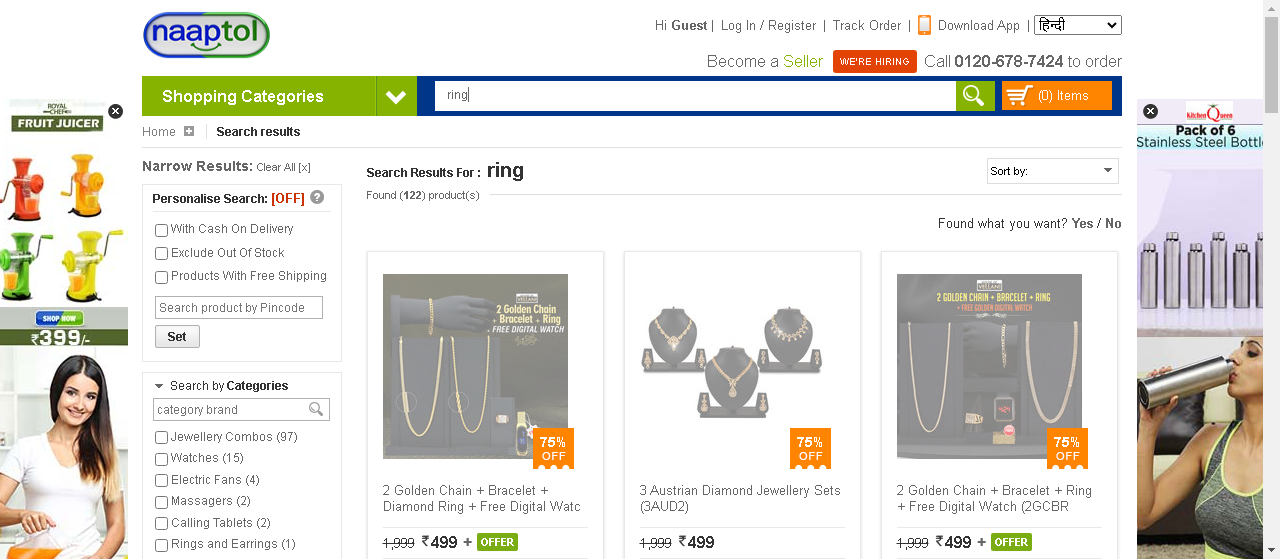 naaptol
Hi Guest | Log In / Register | Track Order | Download App | हिन्दी
Become a Seller WE'RE HIRING Call 0120-678-7424 to order
Shopping Categories
ring
(0) Items
Home Search results
ROYAL CHEF
FRUIT JUICER
SHOP NOW
₹399/-
Kitchen Queen
Pack of 6
Stainless Steel Bottle
Narrow Results: Clear All [x]
Personalise Search: [OFF] ?
With Cash On Delivery
Exclude Out Of Stock
Products With Free Shipping
Search product by Pin
Set
Search by Categories
category brand
Jewellery Combos (97)
Watches (15)
Electric Fans (4)
Massagers (2)
Calling Tablets (2)
Rings and Earrings (1)
Search Results For : ring
Sort by:
Found (122) product(s)
Found what you want? Yes / No
2 Golden Chain
+ Bracelet + Ring
+ FREE DIGITAL WATCH
75% OFF
2 Golden Chain + Bracelet +
Diamond Ring + Free Digital Watc
1,999 ₹499 + OFFER
75% OFF
3 Austrian Diamond Jewellery Sets
(3AUD2)
1,999 ₹499
2 GOLDEN CHAIN + BRACELET + RING
+ FREE GOLDEN DIGITAL WATCH
75% OFF
2 Golden Chain + Bracelet + Ring
+ Free Digital Watch (2GCBR
1,999 ₹499 + OFFER